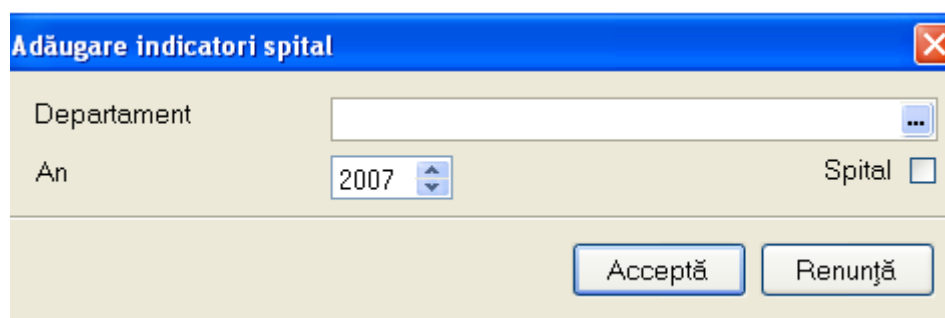 Adăugare indicatori spital
Departament
...
An 2007 Spital
Acceptă Renunţă